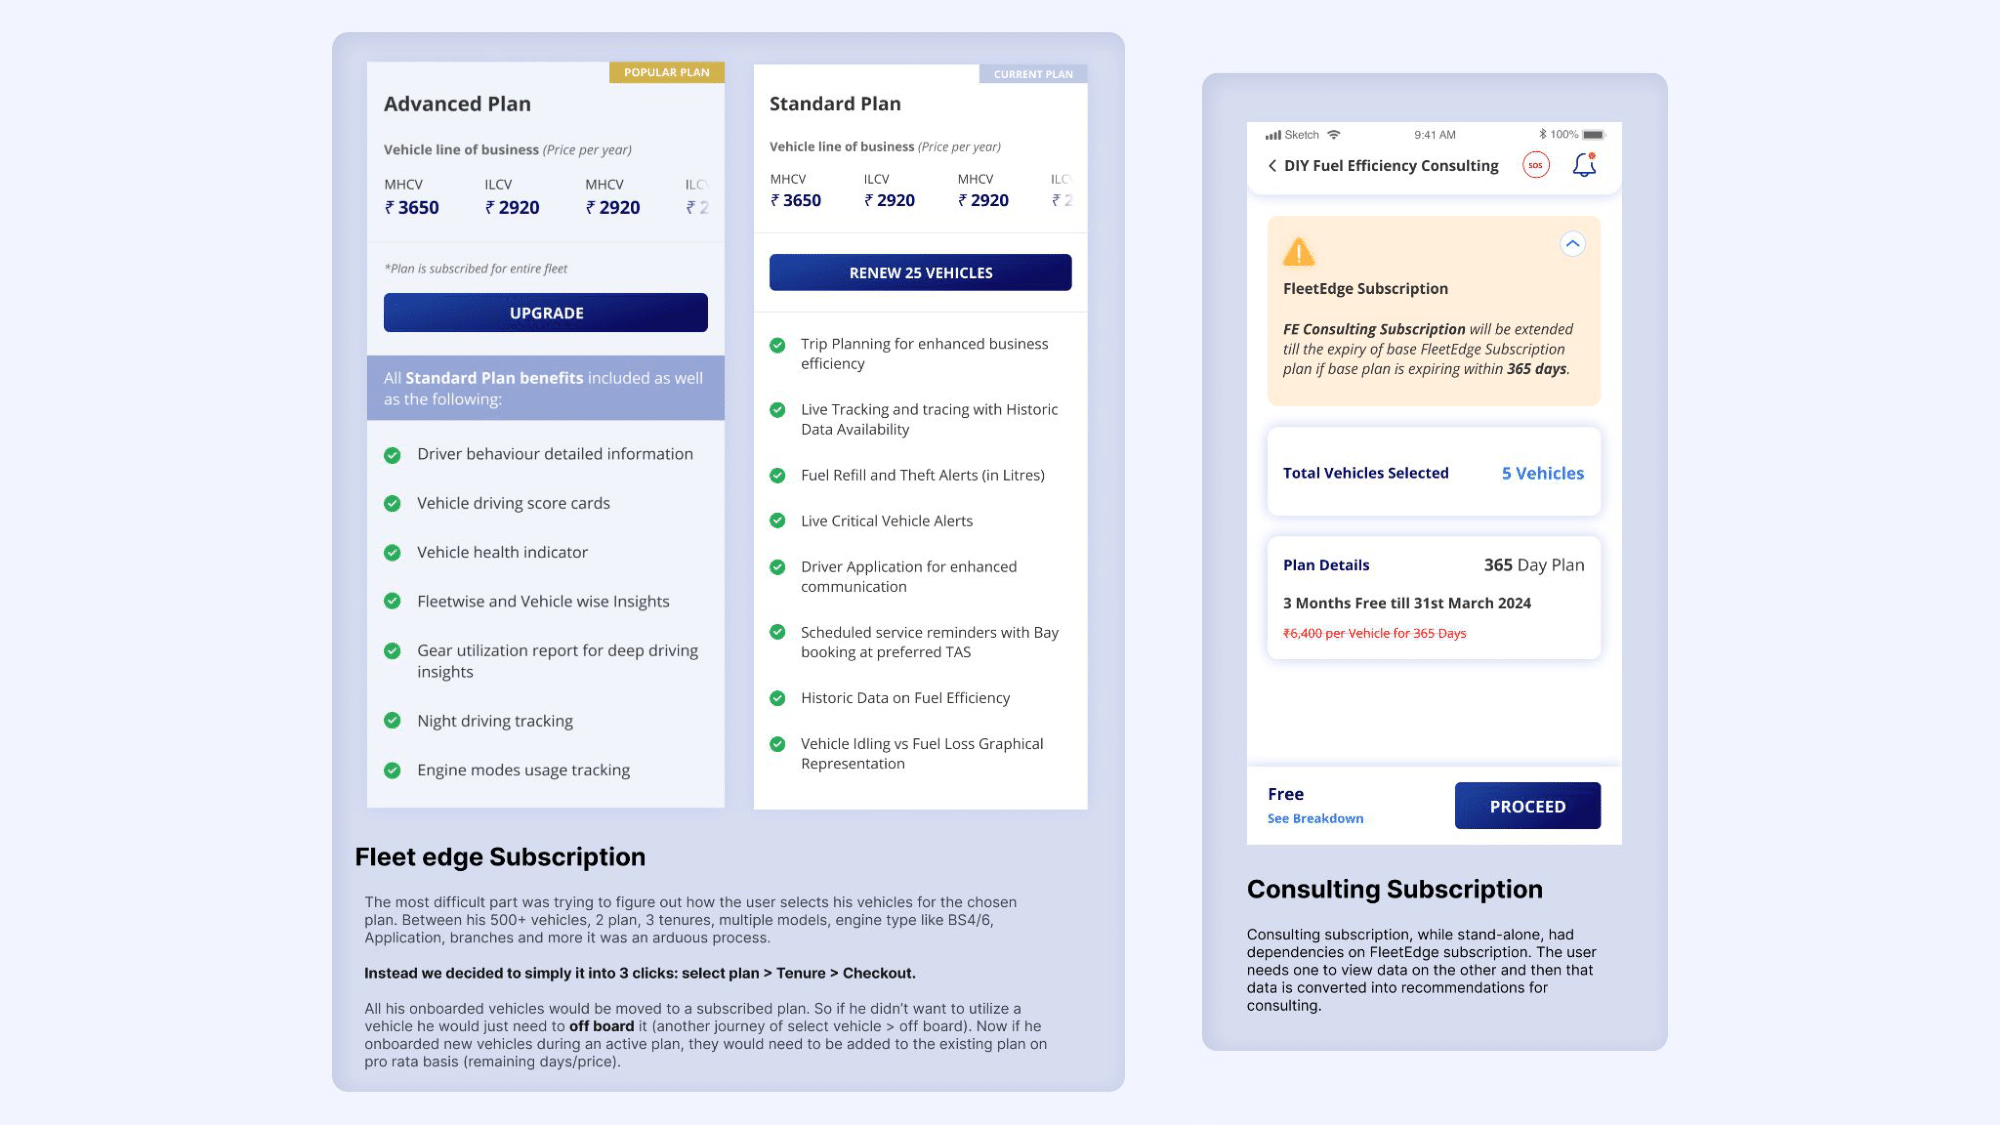 POPULAR PLAN
Advanced Plan
Vehicle line of business (Price per year)
MHCV ILCV MHCV ILCV
₹ 3650 ₹ 2920 ₹ 2920 ₹ 2
*Plan is subscribed for entire fleet
UPGRADE
All Standard Plan benefits included as well
as the following:
Driver behaviour detailed information
Vehicle driving score cards
Vehicle health indicator
Fleetwise and Vehicle wise Insights
Gear utilization report for deep driving
insights
Night driving tracking
Engine modes usage tracking
CURRENT PLAN
Standard Plan
Vehicle line of business (Price per year)
MHCV ILCV MHCV ILC
₹ 3650 ₹ 2920 ₹ 2920 ₹ 2
RENEW 25 VEHICLES
Trip Planning for enhanced business
efficiency
Live Tracking and tracing with Historic
Data Availability
Fuel Refill and Theft Alerts (in Litres)
Live Critical Vehicle Alerts
Driver Application for enhanced
communication
Scheduled service reminders with Bay
booking at preferred TAS
Historic Data on Fuel Efficiency
Vehicle Idling vs Fuel Loss Graphical
Representation
Fleet edge Subscription
The most difficult part was trying to figure out how the user selects his vehicles for the chosen
plan. Between his 500+ vehicles, 2 plan, 3 tenures, multiple models, engine type like BS4/6,
Application, branches and more it was an arduous process.
Instead we decided to simply it into 3 clicks: select plan > Tenure > Checkout.
All his onboarded vehicles would be moved to a subscribed plan. So if he didn't want to utilize a
vehicle he would just need to off board it (another journey of select vehicle > off board). Now if he
onboarded new vehicles during an active plan, they would need to be added to the existing plan on
pro rata basis (remaining days/price).
Sketch 9:41 AM 100%
DIY Fuel Efficiency Consulting SOS
FleetEdge Subscription
FE Consulting Subscription will be extended
till the expiry of base FleetEdge Subscription
plan if base plan is expiring within 365 days.
Total Vehicles Selected 5 Vehicles
Plan Details 365 Day Plan
3 Months Free till 31st March 2024
₹6,400 per Vehicle for 365 Days
Free
See Breakdown
PROCEED
Consulting Subscription
Consulting subscription, while stand-alone, had
dependencies on FleetEdge subscription. The user
needs one to view data on the other and then that
data is converted into recommendations for
consulting.